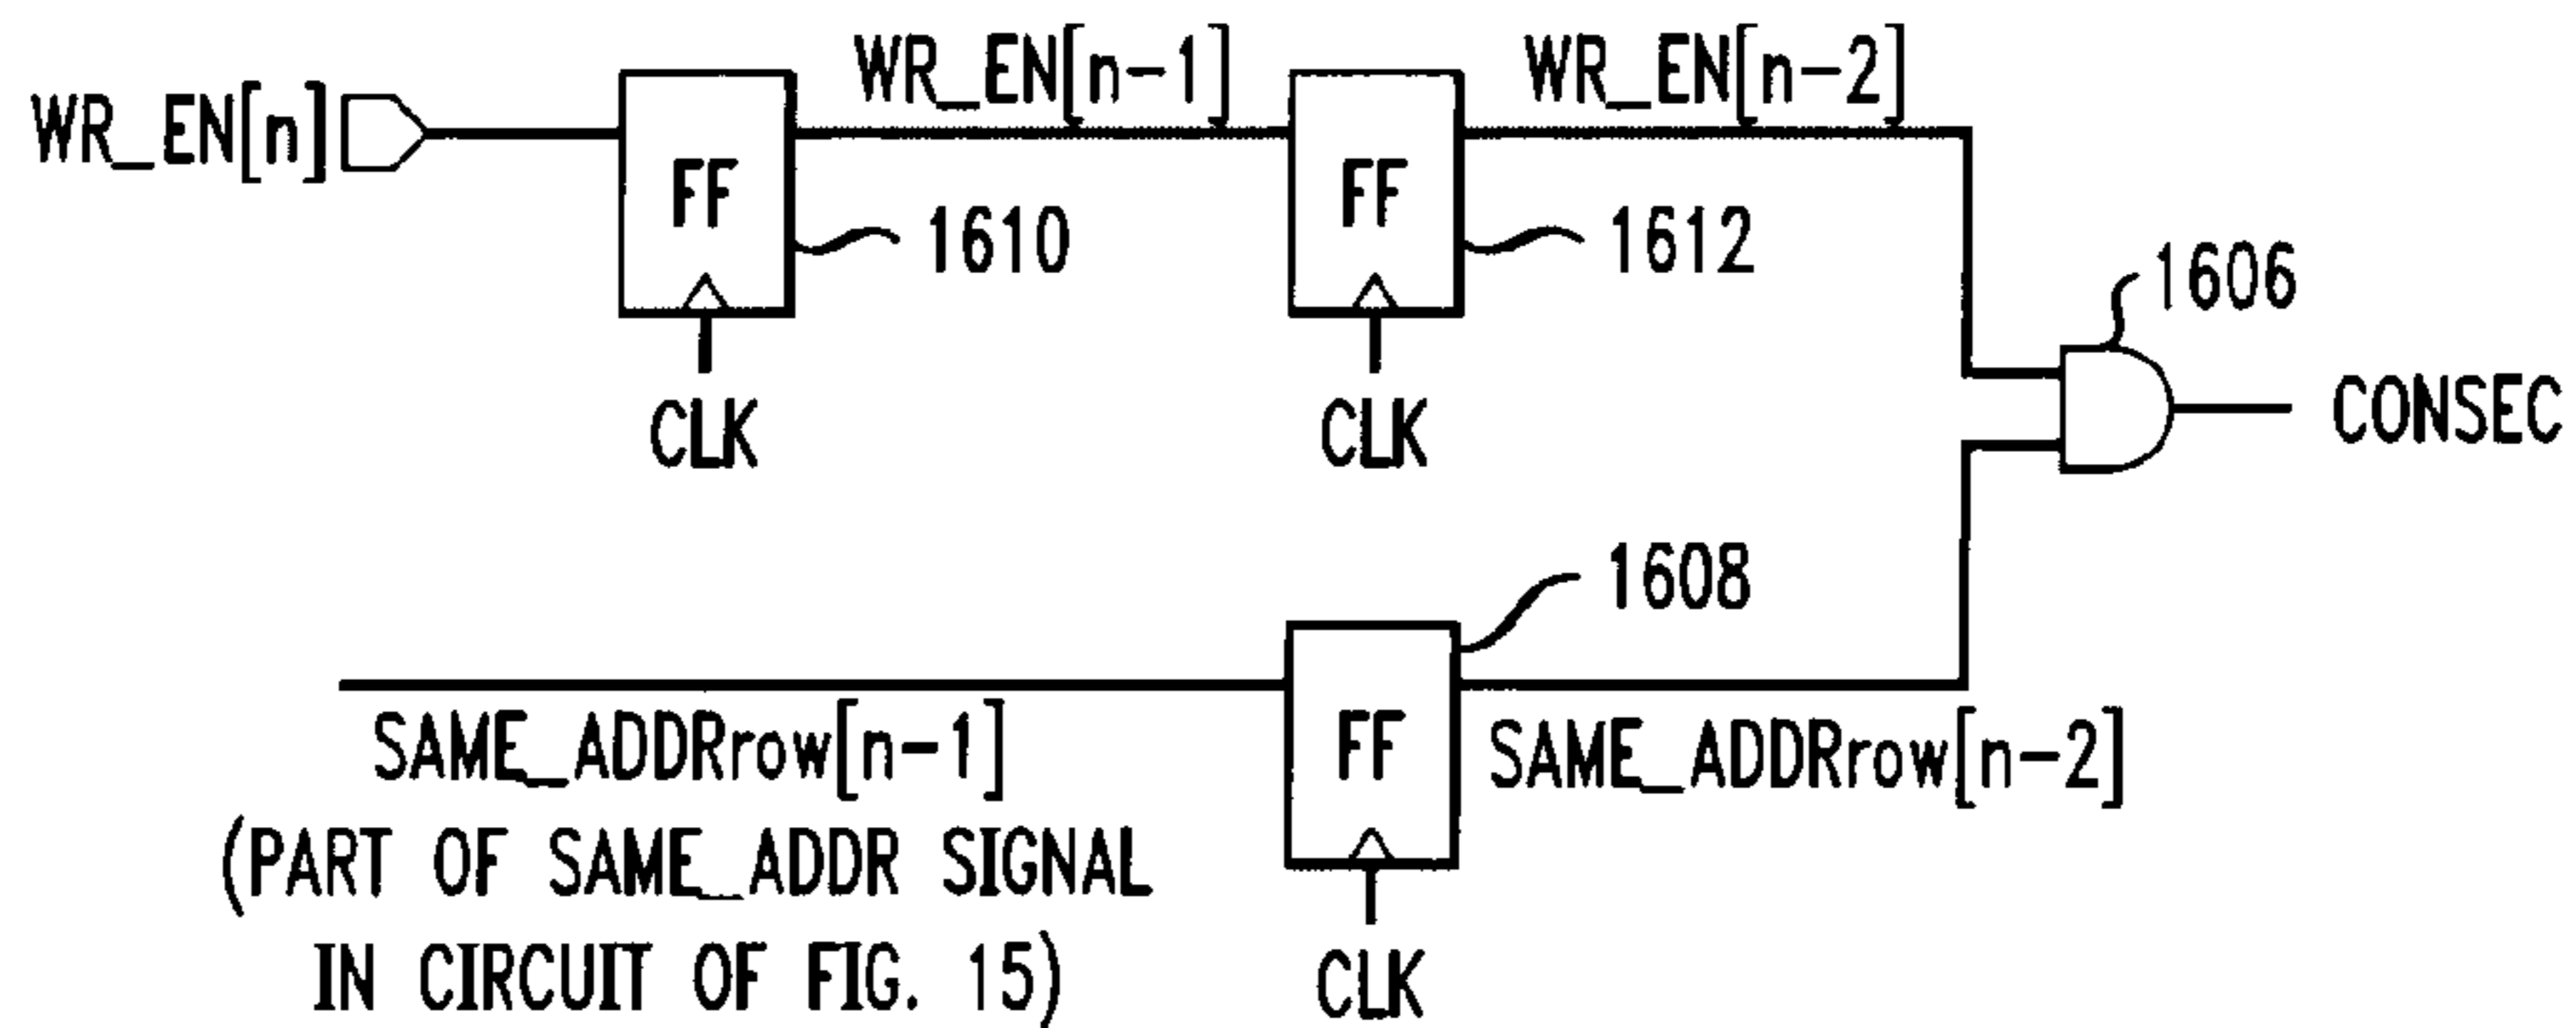 WR_EN[n]
WR_EN[n-1]
WR_EN[n-2]
FF
1610
FF
1612
1606
CLK
CLK
CONSEC
1608
FF
SAME_ADDRrow[n-1]
SAME_ADDRrow[n-2]
(PART OF SAME_ADDR SIGNAL
IN CIRCUIT OF FIG. 15)
CLK